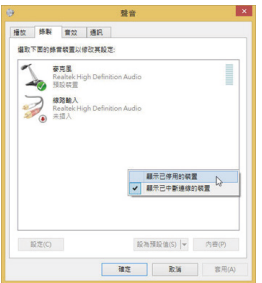 聲音
播放 錄製 音效 通訊
選取下面的錄音裝置以修改其設定:
麥克風
Realtek High Definition Audio
預設裝置
線路輸入
Realtek High Definition Audio
未插入
顯示已停用的裝置
顯示已中斷連線的裝置
設定(C) 設為預設值(S) 內容(P)
確定 取消 套用(A)